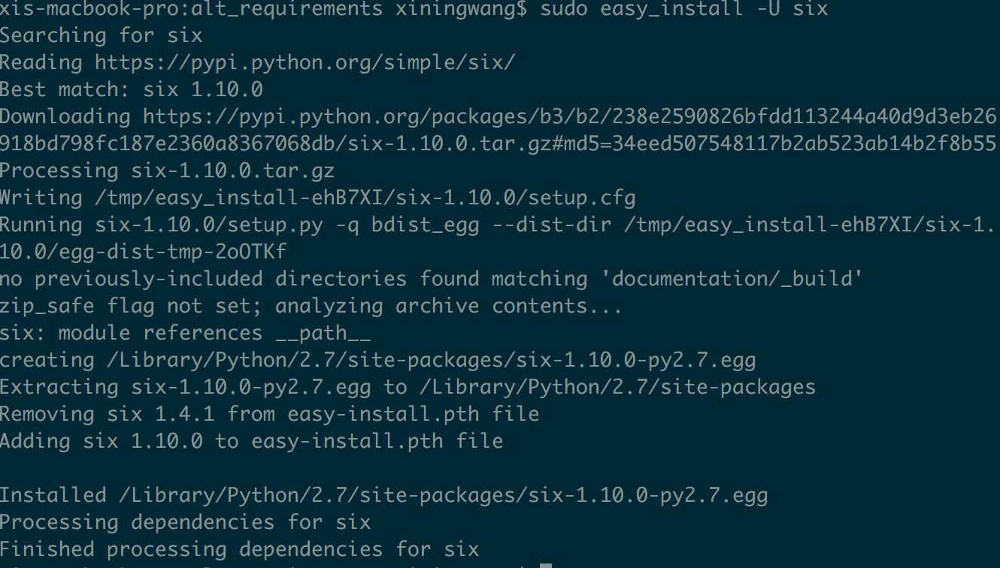 xis-macbook-pro:alt_requirements xiningwang$ sudo easy_install -U six
Searching for six
Reading https://pypi.python.org/simple/six/
Best match: six 1.10.0
Downloading https://pypi.python.org/packages/b3/b2/238e2590826bfdd113244a40d9d3eb26
918bd798fc187e2360a8367068db/six-1.10.0.tar.gz#md5=34eed507548117b2ab523ab14b2f8b55
Processing six-1.10.0.tar.gz
Writing /tmp/easy_install-ehB7XI/six-1.10.0/setup.cfg
Running six-1.10.0/setup.py -q bdist_egg --dist-dir /tmp/easy_install-ehB7XI/six-1.
10.0/egg-dist-tmp-2oOTKf
no previously-included directories found matching 'documentation/_build'
zip_safe flag not set; analyzing archive contents...
six: module references __path__
creating /Library/Python/2.7/site-packages/six-1.10.0-py2.7.egg
Extracting six-1.10.0-py2.7.egg to /Library/Python/2.7/site-packages
Removing six 1.4.1 from easy-install.pth file
Adding six 1.10.0 to easy-install.pth file
Installed /Library/Python/2.7/site-packages/six-1.10.0-py2.7.egg
Processing dependencies for six
Finished processing dependencies for six